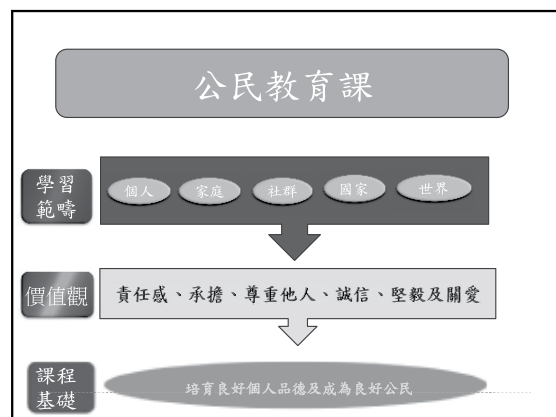 公民教育課
學習
範疇
個人 家庭 社群 國家 世界
價值觀
責任感、承擔、尊重他人、誠信、堅毅及關愛
課程
基礎
培育良好個人品德及成為良好公民